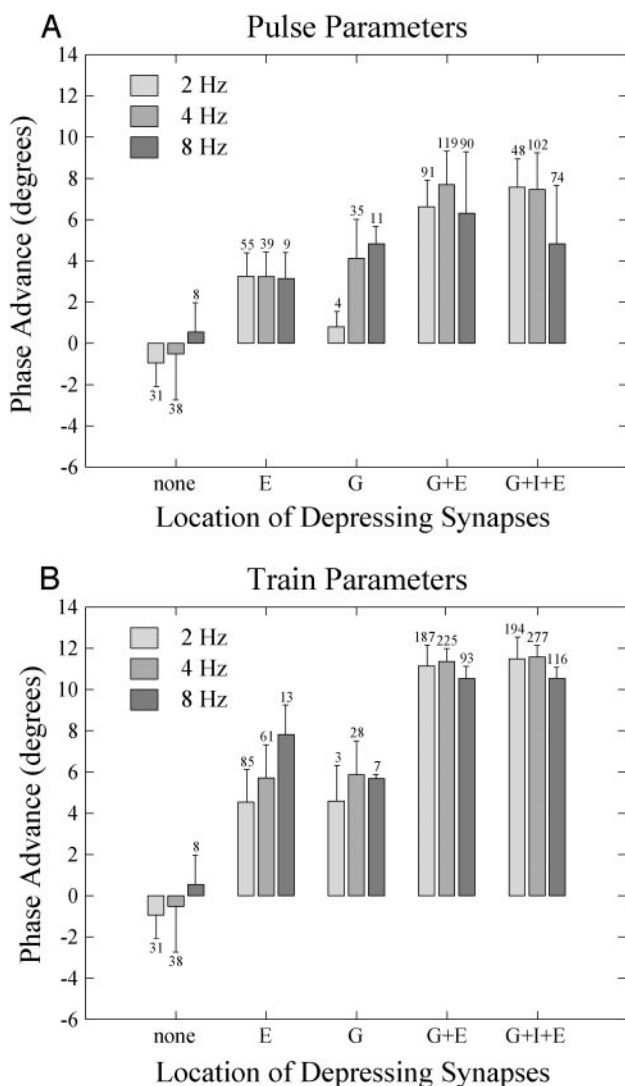 A
Pulse Parameters
14
12
10
8
6
4
2
0
-2
-4
-6
Phase Advance (degrees)
2 Hz
4 Hz
8 Hz
31
38
8
55
39
9
4
35
11
91
119
90
48
102
74
none
E
G
G+E
G+I+E
Location of Depressing Synapses
B
Train Parameters
14
12
10
8
6
4
2
0
-2
-4
-6
Phase Advance (degrees)
2 Hz
4 Hz
8 Hz
31
38
8
85
61
13
3
28
7
187
225
93
194
277
116
none
E
G
G+E
G+I+E
Location of Depressing Synapses